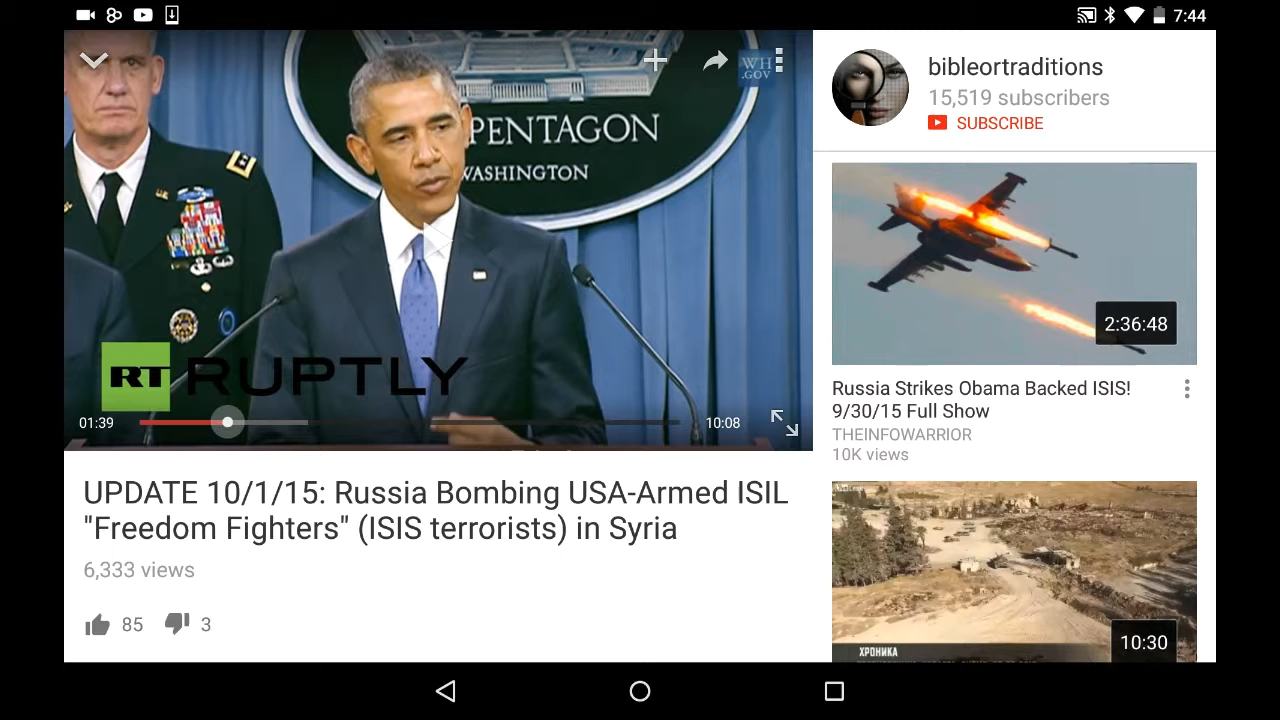 7:44
WH
.GOV
PENTAGON
WASHINGTON
RT RUPTLY
01:39
10:08
UPDATE 10/1/15: Russia Bombing USA-Armed ISIL
"Freedom Fighters" (ISIS terrorists) in Syria
6,333 views
85
3
bibleortraditions
15,519 subscribers
SUBSCRIBE
2:36:48
Russia Strikes Obama Backed ISIS!
9/30/15 Full Show
THEINFOWARRIOR
10K views
ХРОНИКА
10:30